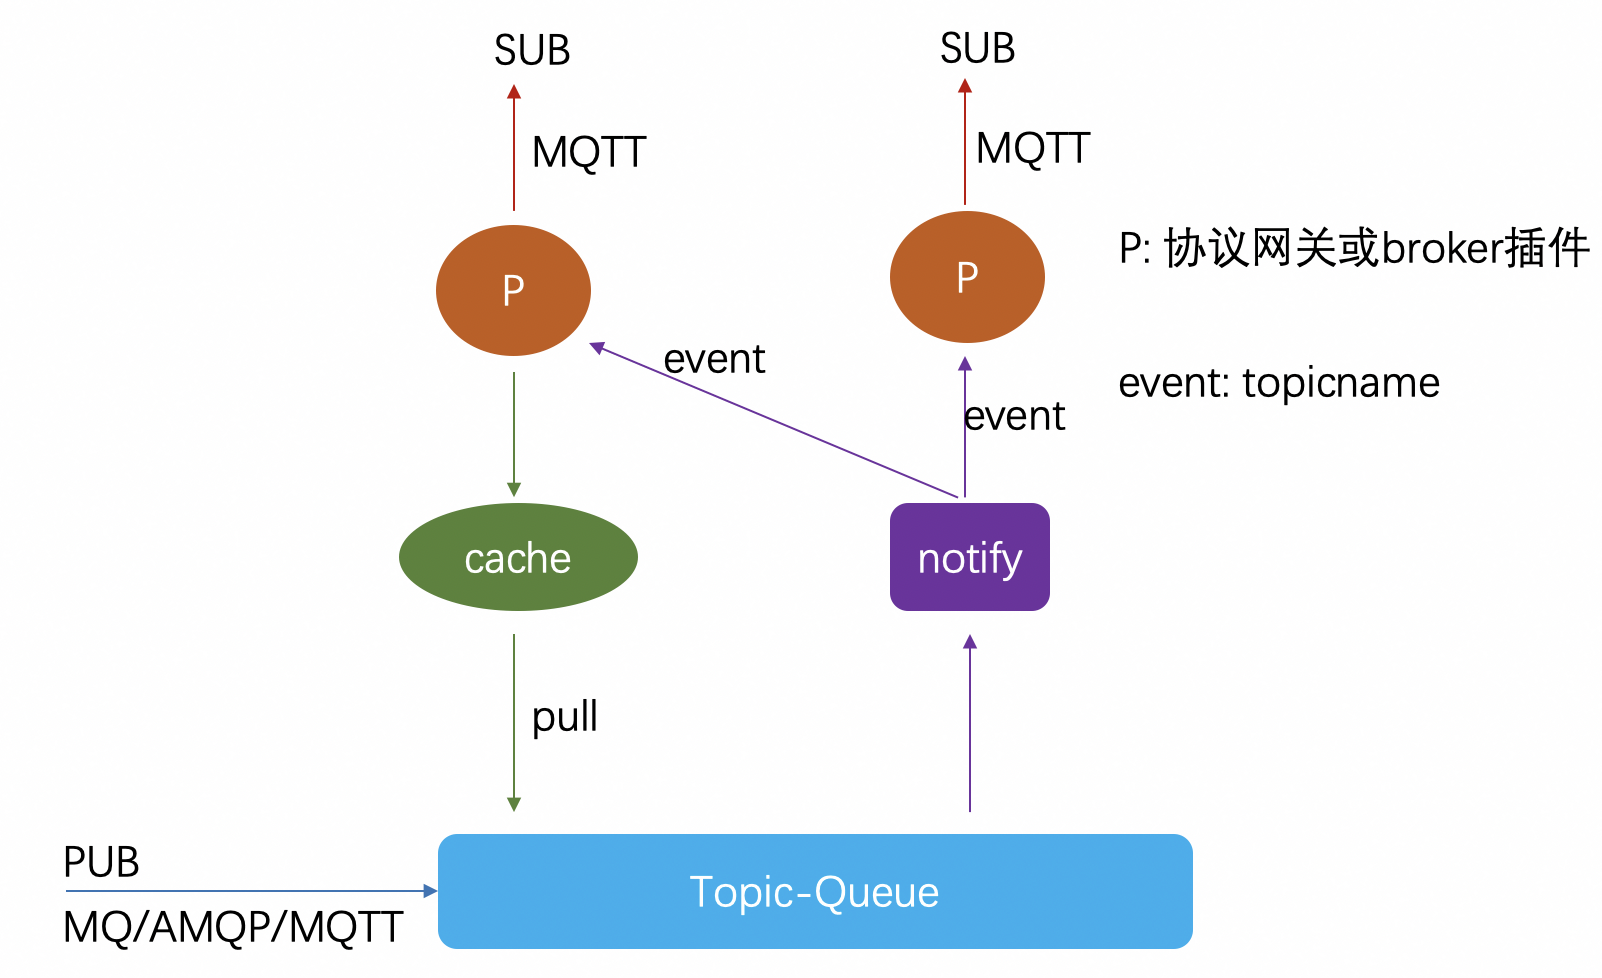 SUB
SUB
MQTT
MQTT
P
P
P: 协议网关或broker插件
event
event: topicname
event
cache
notify
pull
PUB
MQ/AMQP/MQTT
Topic-Queue